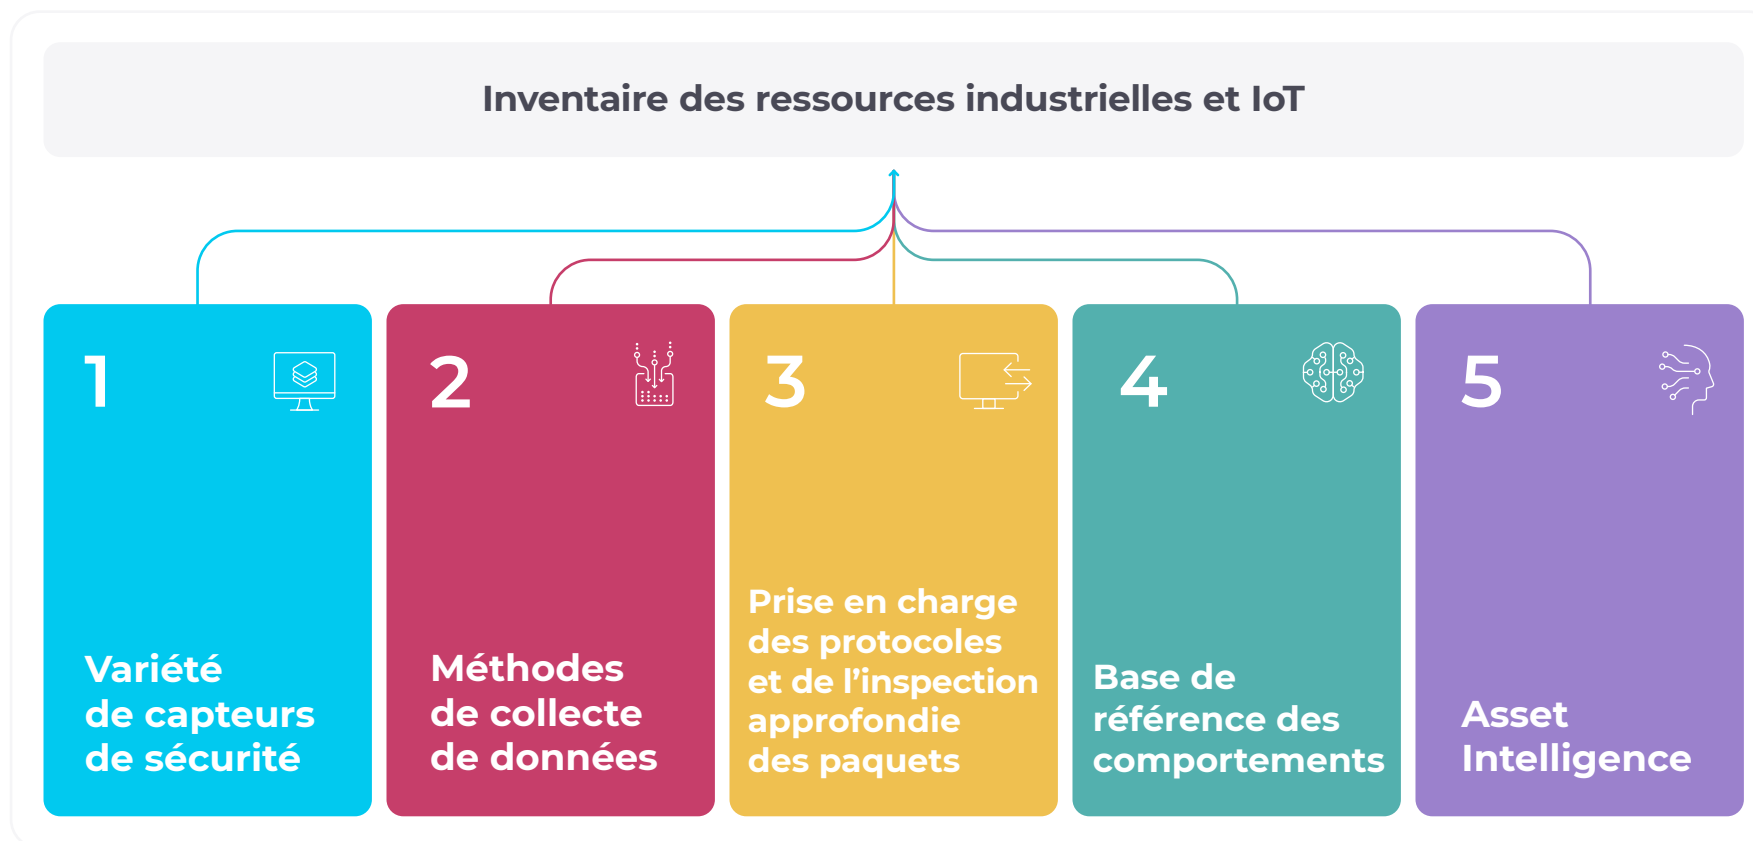 Inventaire des ressources industrielles et IoT
1
Variété
de capteurs
de sécurité
2
Méthodes
de collecte
de données
3
Prise en charge
des protocoles
et de l’inspection
approfondie
des paquets
4
Base de
référence des
comportements
5
Asset
Intelligence